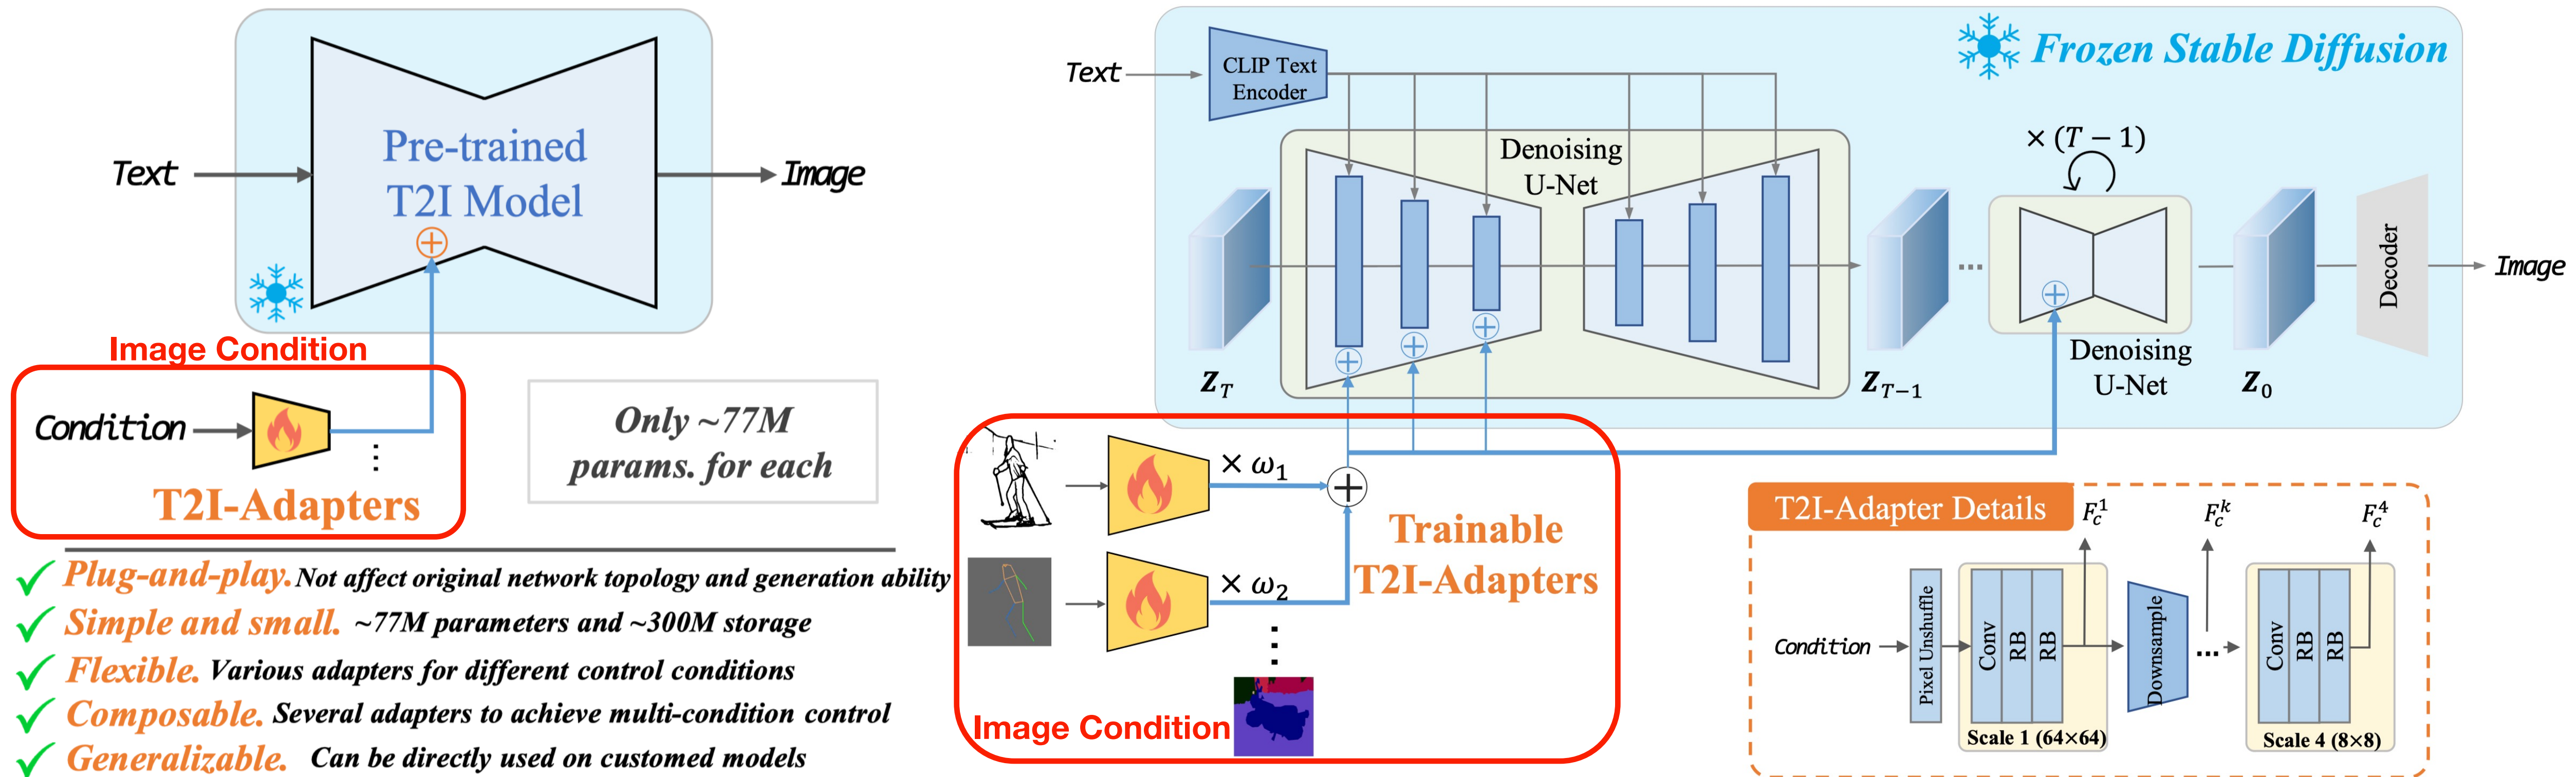 Text
Pre-trained
T2I Model
Image
Image Condition
Condition
T2I-Adapters
Only ~77M
params. for each
✓ Plug-and-play. Not affect original network topology and generation ability
✓ Simple and small. ~77M parameters and ~300M storage
✓ Flexible. Various adapters for different control conditions
✓ Composable. Several adapters to achieve multi-condition control
✓ Generalizable. Can be directly used on customed models
Frozen Stable Diffusion
Text
CLIP Text
Encoder
Denoising
U-Net
× (T − 1)
Z_T
Z_{T−1}
...
Denoising
U-Net
Z_0
Decoder
Image
× ω_1
× ω_2
Trainable
T2I-Adapters
Image Condition
T2I-Adapter Details
F_c^1
F_c^k
F_c^4
Condition
Pixel Unshuffle
Conv
RB
RB
Scale 1 (64×64)
Downsample
...
Conv
RB
RB
Scale 4 (8×8)